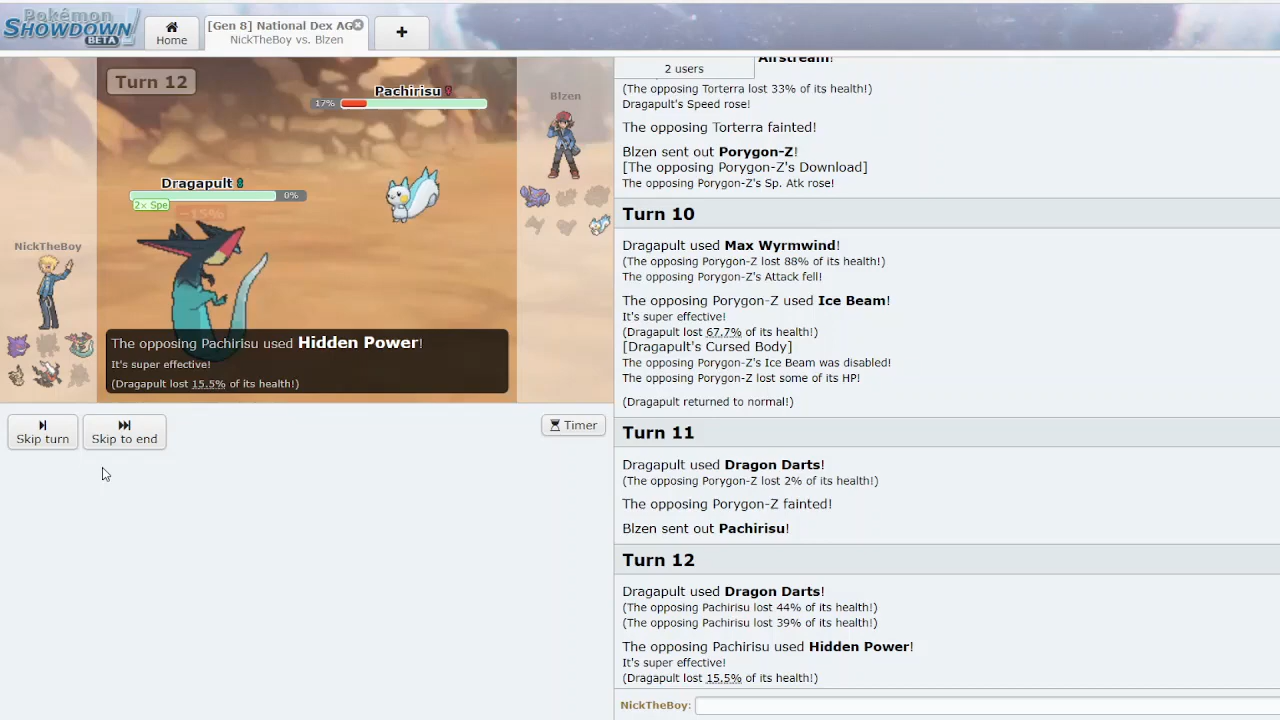 Pokémon
SHOWDOWN
BETA
Home
[Gen 8] National Dex AG
NickTheBoy vs. Blzen
+
Turn 12
Pachirisu
17%
Blzen
Dragapult
0%
2× Spe
−15%
NickTheBoy
The opposing Pachirisu used Hidden Power!
It's super effective!
(Dragapult lost 15.5% of its health!)
Skip turn
Skip to end
Timer
2 users
Airstream!
(The opposing Torterra lost 33% of its health!)
Dragapult's Speed rose!
The opposing Torterra fainted!
Blzen sent out Porygon-Z!
[The opposing Porygon-Z's Download]
The opposing Porygon-Z's Sp. Atk rose!
Turn 10
Dragapult used Max Wyrmwind!
(The opposing Porygon-Z lost 88% of its health!)
The opposing Porygon-Z's Attack fell!
The opposing Porygon-Z used Ice Beam!
It's super effective!
(Dragapult lost 67.7% of its health!)
[Dragapult's Cursed Body]
The opposing Porygon-Z's Ice Beam was disabled!
The opposing Porygon-Z lost some of its HP!
(Dragapult returned to normal!)
Turn 11
Dragapult used Dragon Darts!
(The opposing Porygon-Z lost 2% of its health!)
The opposing Porygon-Z fainted!
Blzen sent out Pachirisu!
Turn 12
Dragapult used Dragon Darts!
(The opposing Pachirisu lost 44% of its health!)
(The opposing Pachirisu lost 39% of its health!)
The opposing Pachirisu used Hidden Power!
It's super effective!
(Dragapult lost 15.5% of its health!)
NickTheBoy: